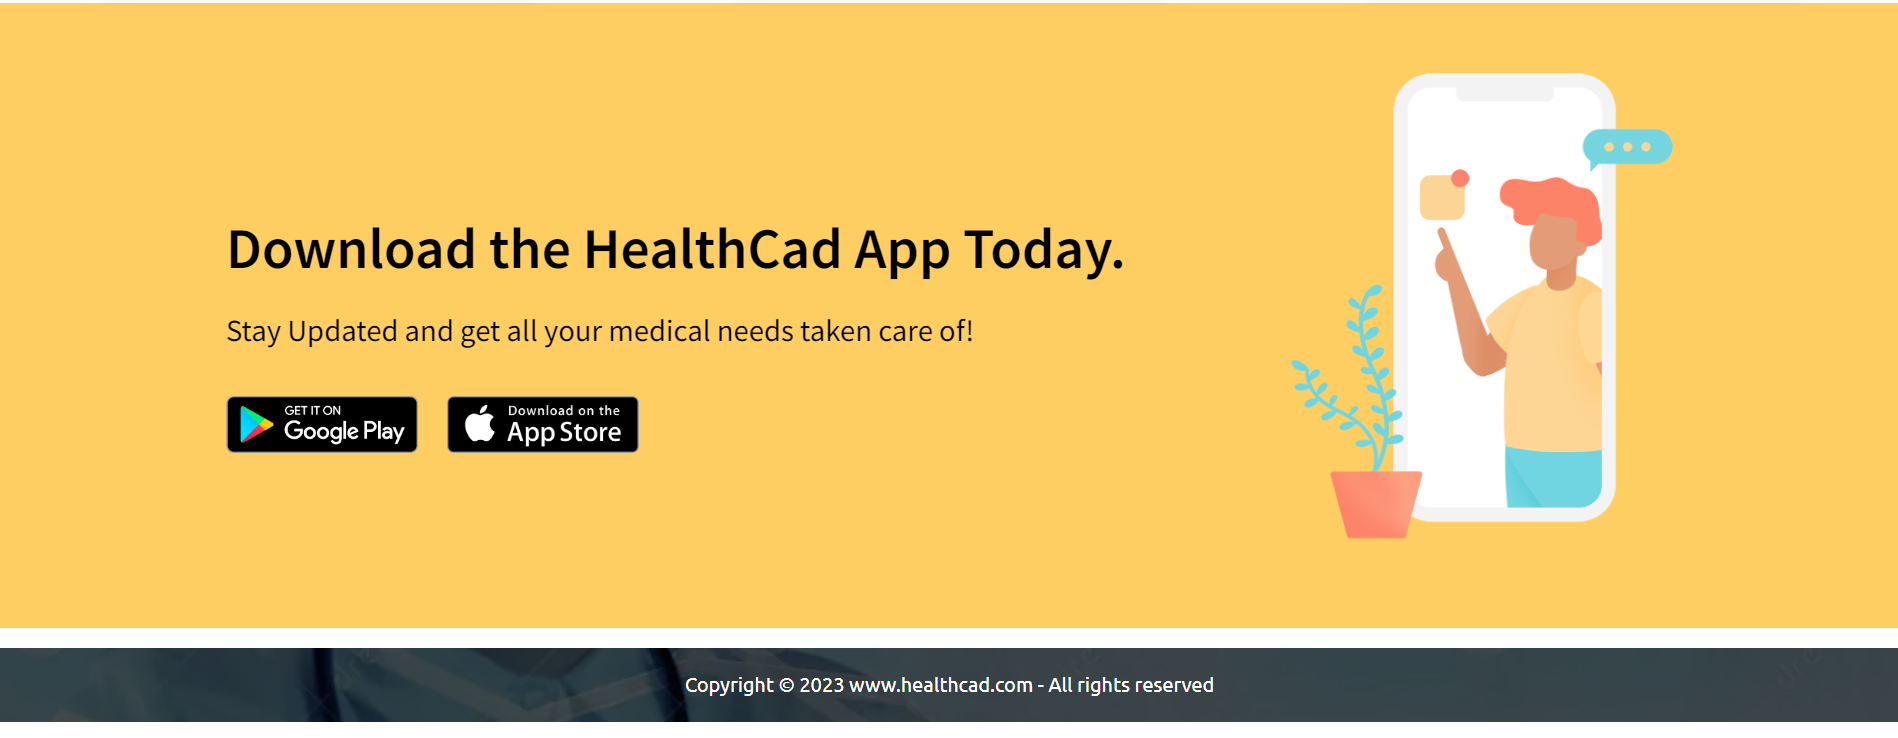 Download the HealthCad App Today.
Stay Updated and get all your medical needs taken care of!
GET IT ON
Google Play
Download on the
App Store
Copyright © 2023 www.healthcad.com - All rights reserved